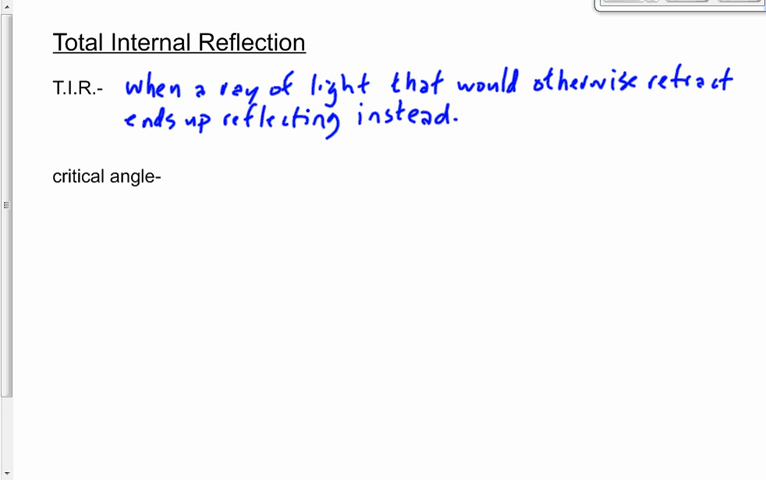 Total Internal Reflection
T.I.R.- when a ray of light that would otherwise refract
ends up reflecting instead.
critical angle-